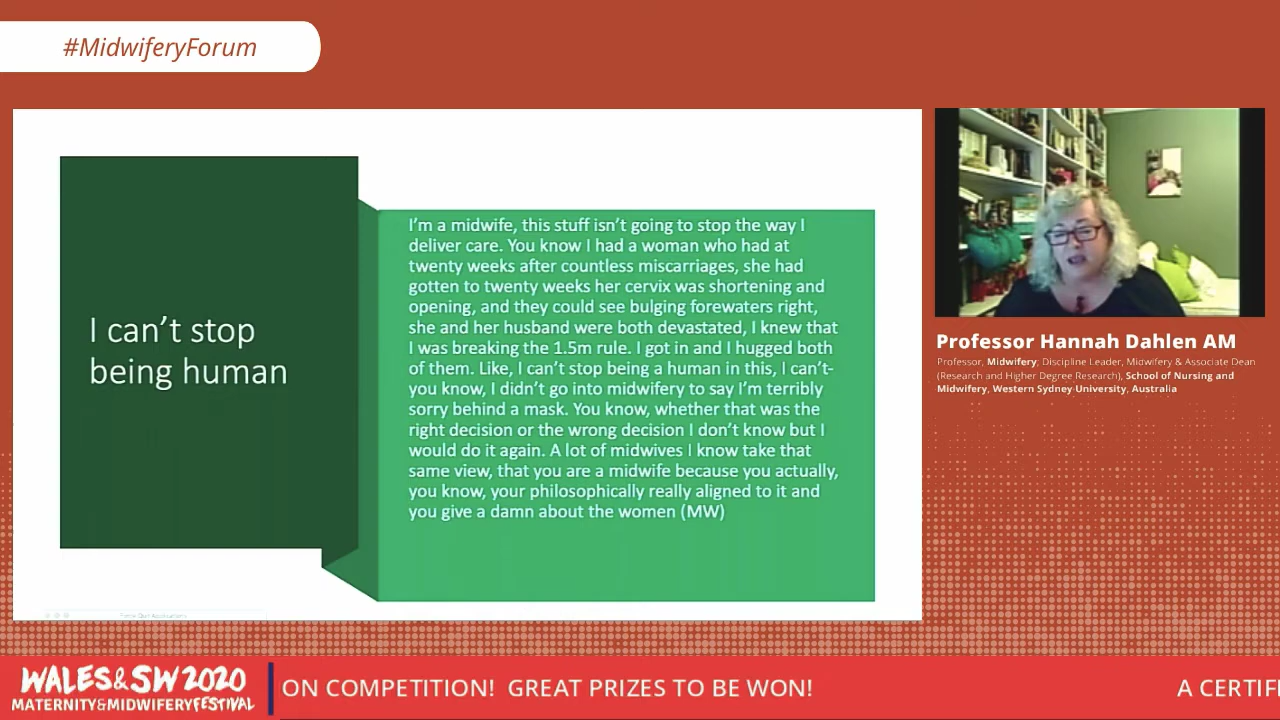 #MidwiferyForum
I can't stop
being human
I'm a midwife, this stuff isn't going to stop the way I
deliver care. You know I had a woman who had at
twenty weeks after countless miscarriages, she had
gotten to twenty weeks her cervix was shortening and
opening, and they could see bulging forewaters right,
she and her husband were both devastated, I knew that
I was breaking the 1.5m rule. I got in and I hugged both
of them. Like, I can't stop being a human in this, I can't-
you know, I didn't go into midwifery to say I'm terribly
sorry behind a mask. You know, whether that was the
right decision or the wrong decision I don't know but I
would do it again. A lot of midwives I know take that
same view, that you are a midwife because you actually,
you know, your philosophically really aligned to it and
you give a damn about the women (MW)
Professor Hannah Dahlen AM
Professor, Midwifery; Discipline Leader, Midwifery & Associate Dean
(Research and Higher Degree Research), School of Nursing and
Midwifery, Western Sydney University, Australia
WALES&SW2020
MATERNITY&MIDWIFERYFESTIVAL
ON COMPETITION! GREAT PRIZES TO BE WON!
A CERTIF